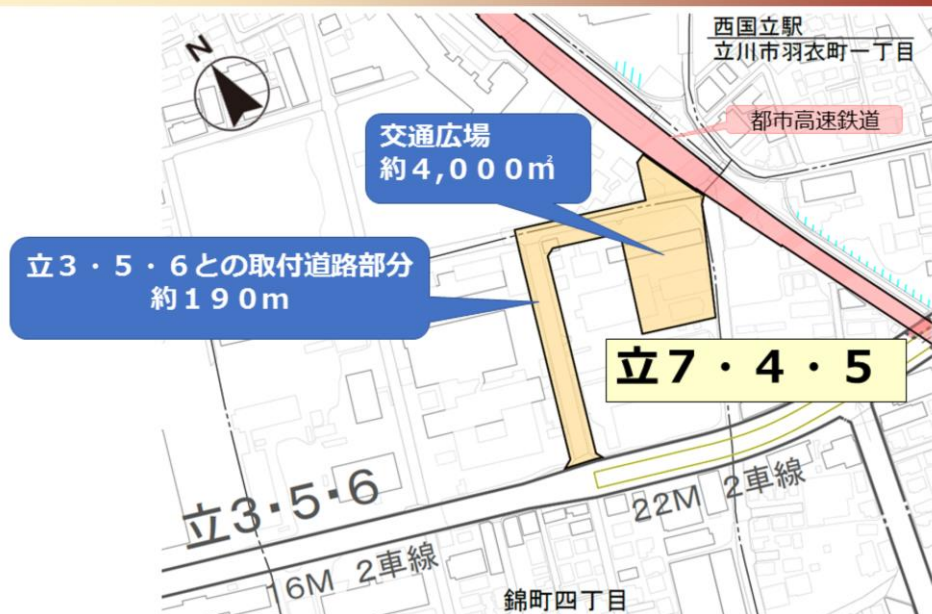 N
西国立駅
立川市羽衣町一丁目
都市高速鉄道
交通広場
約4,000㎡
立3・5・6との取付道路部分
約190m
立7・4・5
立3・5・6
22M 2車線
16M 2車線
錦町四丁目